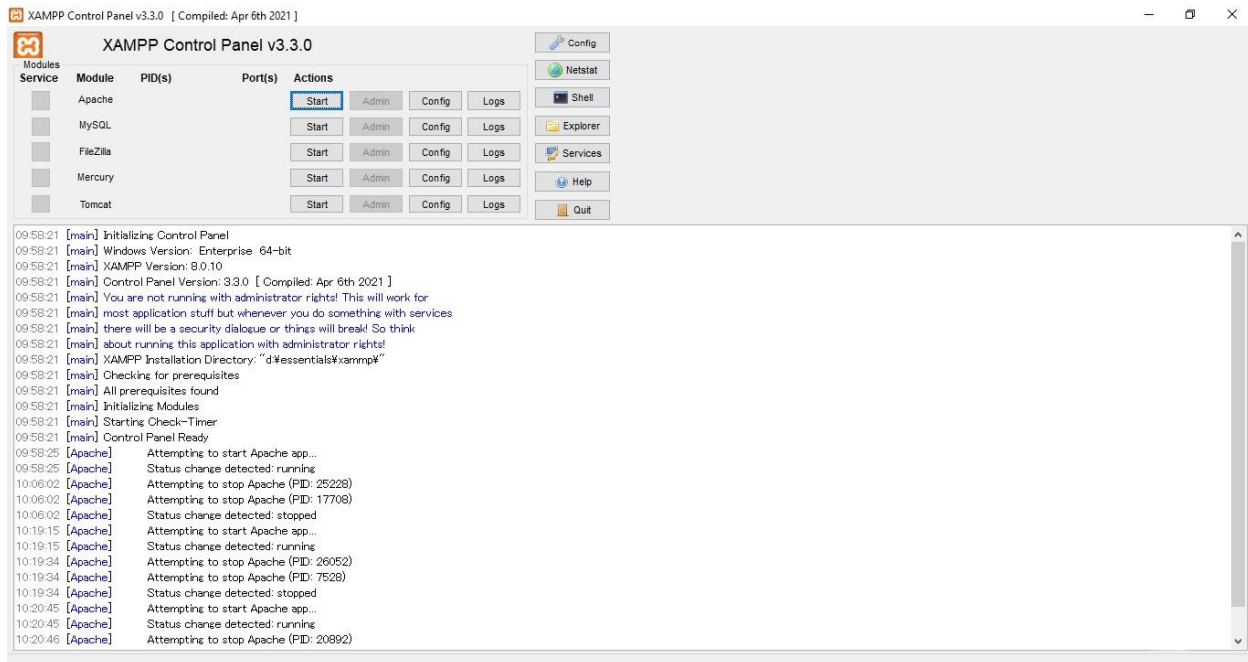 XAMPP Control Panel v3.3.0 [ Compiled: Apr 6th 2021 ]
XAMPP Control Panel v3.3.0
Config
Modules
Service Module PID(s) Port(s) Actions
Netstat
Apache Start Admin Config Logs
Shell
MySQL Start Admin Config Logs
Explorer
FileZilla Start Admin Config Logs
Services
Mercury Start Admin Config Logs
Help
Tomcat Start Admin Config Logs
Quit
09:58:21 [main] Initializing Control Panel
09:58:21 [main] Windows Version: Enterprise 64-bit
09:58:21 [main] XAMPP Version: 8.0.10
09:58:21 [main] Control Panel Version: 3.3.0 [ Compiled: Apr 6th 2021 ]
09:58:21 [main] You are not running with administrator rights! This will work for
09:58:21 [main] most application stuff but whenever you do something with services
09:58:21 [main] there will be a security dialogue or things will break! So think
09:58:21 [main] about running this application with administrator rights!
09:58:21 [main] XAMPP Installation Directory: "d:¥essentials¥xammp¥"
09:58:21 [main] Checking for prerequisites
09:58:21 [main] All prerequisites found
09:58:21 [main] Initializing Modules
09:58:21 [main] Starting Check-Timer
09:58:21 [main] Control Panel Ready
09:58:25 [Apache] Attempting to start Apache app...
09:58:25 [Apache] Status change detected: running
10:06:02 [Apache] Attempting to stop Apache (PID: 25228)
10:06:02 [Apache] Attempting to stop Apache (PID: 17708)
10:06:02 [Apache] Status change detected: stopped
10:19:15 [Apache] Attempting to start Apache app...
10:19:15 [Apache] Status change detected: running
10:19:34 [Apache] Attempting to stop Apache (PID: 26052)
10:19:34 [Apache] Attempting to stop Apache (PID: 7528)
10:19:34 [Apache] Status change detected: stopped
10:20:45 [Apache] Attempting to start Apache app...
10:20:45 [Apache] Status change detected: running
10:20:46 [Apache] Attempting to stop Apache (PID: 20892)